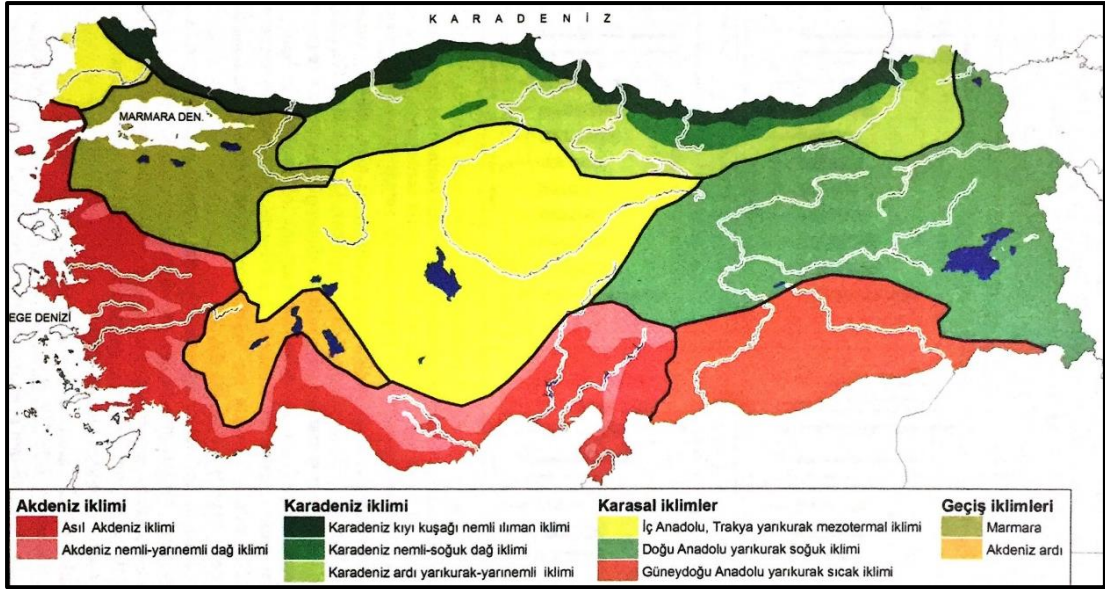 KARADENİZ
MARMARA DEN.
EGE DENİZİ
Akdeniz iklimi
Asıl Akdeniz iklimi
Akdeniz nemli-yarınemli dağ iklimi
Karadeniz iklimi
Karadeniz kıyı kuşağı nemli ılıman iklimi
Karadeniz nemli-soğuk dağ iklimi
Karadeniz ardı yarıkurak-yarınemli iklimi
Karasal iklimler
İç Anadolu, Trakya yarıkurak mezotermal iklimi
Doğu Anadolu yarıkurak soğuk iklimi
Güneydoğu Anadolu yarıkurak sıcak iklimi
Geçiş iklimleri
Marmara
Akdeniz ardı